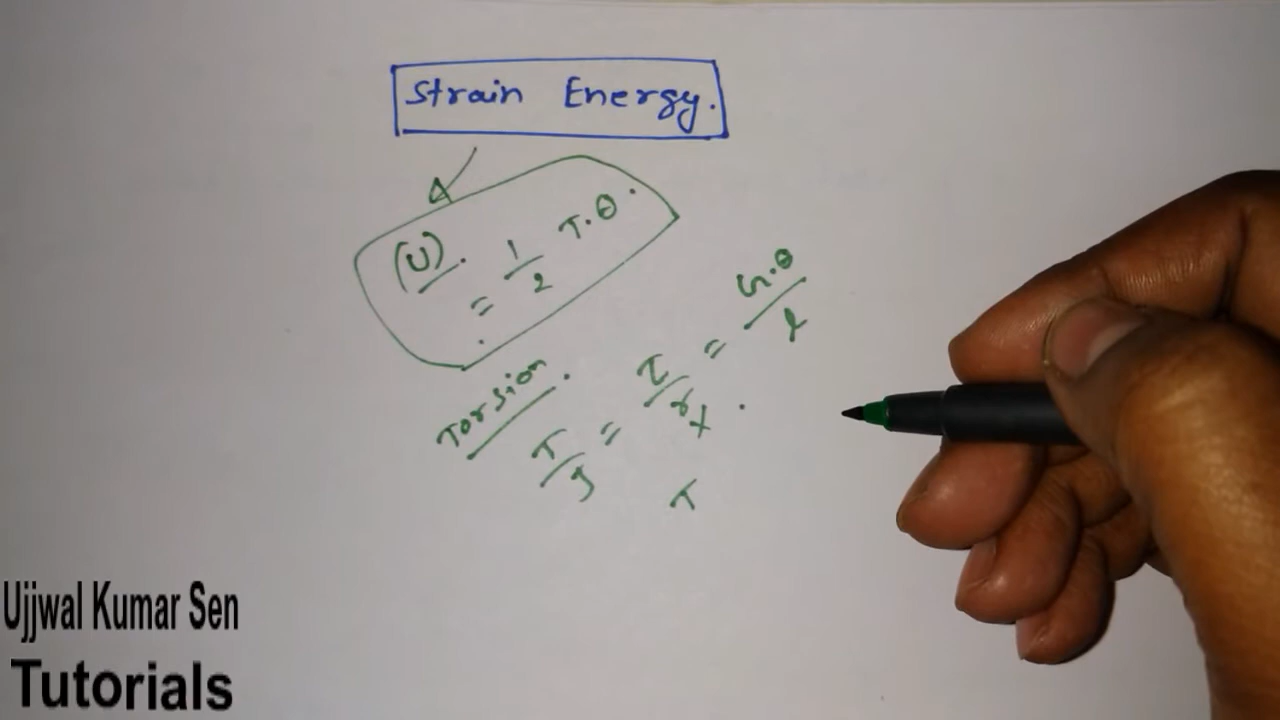 Strain Energy.
(U). = 1/2 T.θ.
Torsion.
T/J = τ/r = G.θ/l
T
Ujjwal Kumar Sen
Tutorials